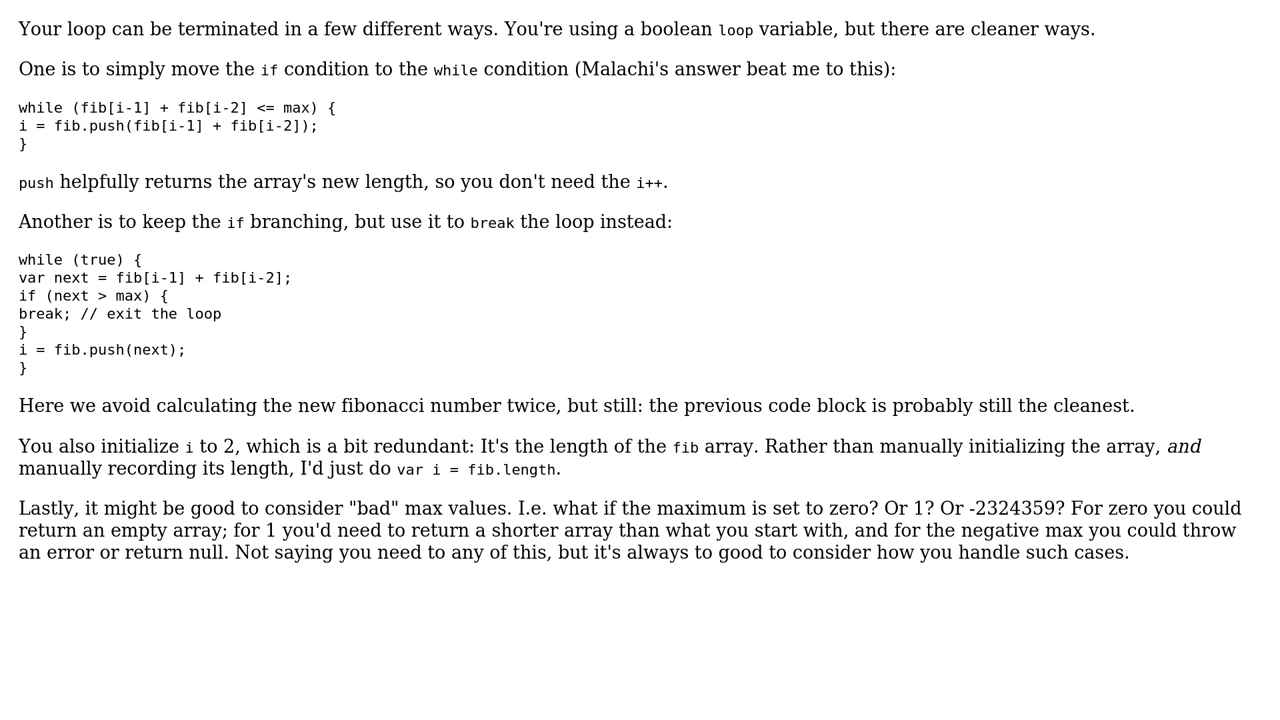 Your loop can be terminated in a few different ways. You're using a boolean loop variable, but there are cleaner ways.
One is to simply move the if condition to the while condition (Malachi's answer beat me to this):
while (fib[i-1] + fib[i-2] <= max) {
i = fib.push(fib[i-1] + fib[i-2]);
}
push helpfully returns the array's new length, so you don't need the i++.
Another is to keep the if branching, but use it to break the loop instead:
while (true) {
var next = fib[i-1] + fib[i-2];
if (next > max) {
break; // exit the loop
}
i = fib.push(next);
}
Here we avoid calculating the new fibonacci number twice, but still: the previous code block is probably still the cleanest.
You also initialize i to 2, which is a bit redundant: It's the length of the fib array. Rather than manually initializing the array, and
manually recording its length, I'd just do var i = fib.length.
Lastly, it might be good to consider "bad" max values. I.e. what if the maximum is set to zero? Or 1? Or -2324359? For zero you could
return an empty array; for 1 you'd need to return a shorter array than what you start with, and for the negative max you could throw
an error or return null. Not saying you need to any of this, but it's always to good to consider how you handle such cases.